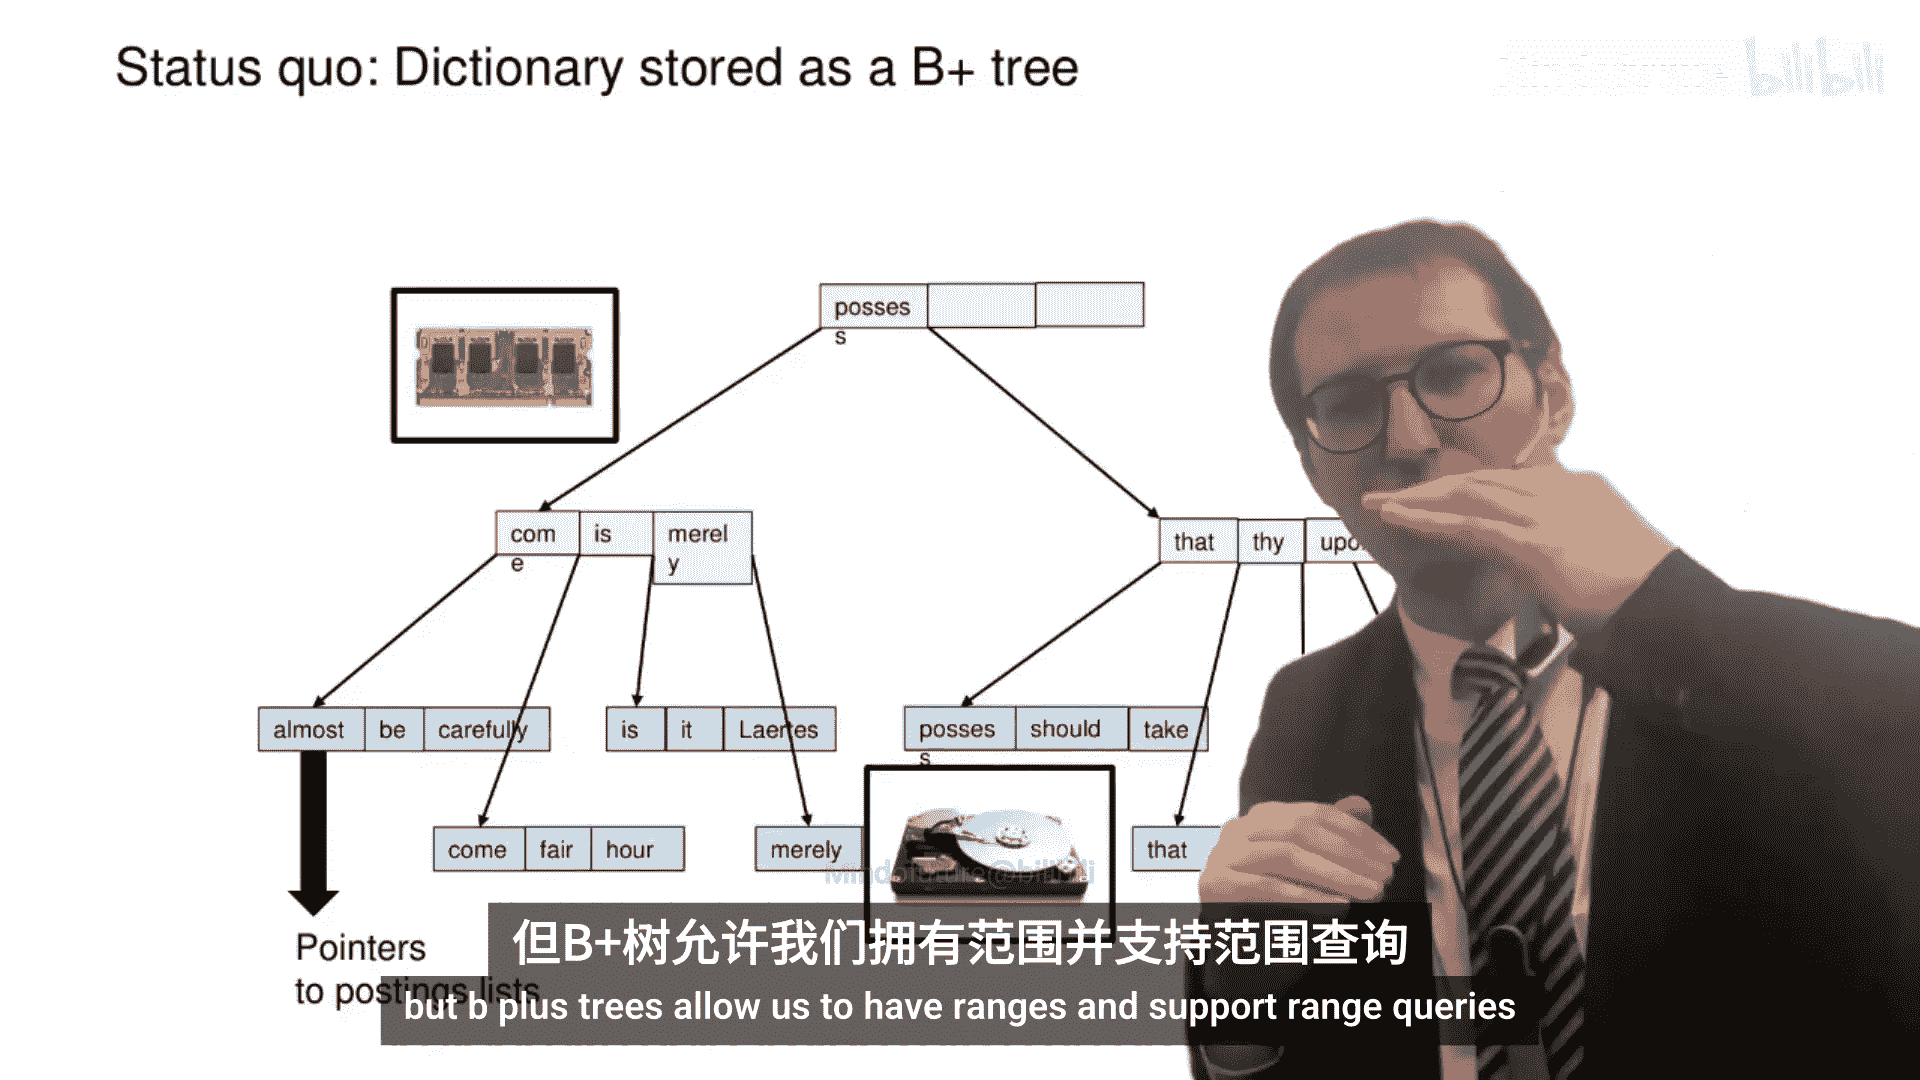 Status quo: Dictionary stored as a B+ tree
bilibili
posses
s
com
e
is
merel
y
that
thy
almost
be
carefully
is
it
Laertes
posses
s
should
take
come
fair
hour
merely
that
Mindofuture@bilibili
Pointers
to postings lists
但B+树允许我们拥有范围并支持范围查询
but b plus trees allow us to have ranges and support range queries